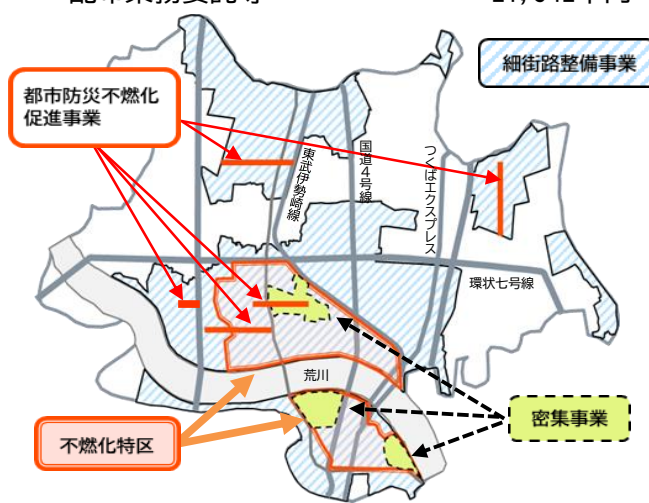 細街路整備事業
都市防災不燃化
促進事業
東武伊勢崎線
国道4号線
つくばエクスプレス
環状七号線
荒川
不燃化特区
密集事業